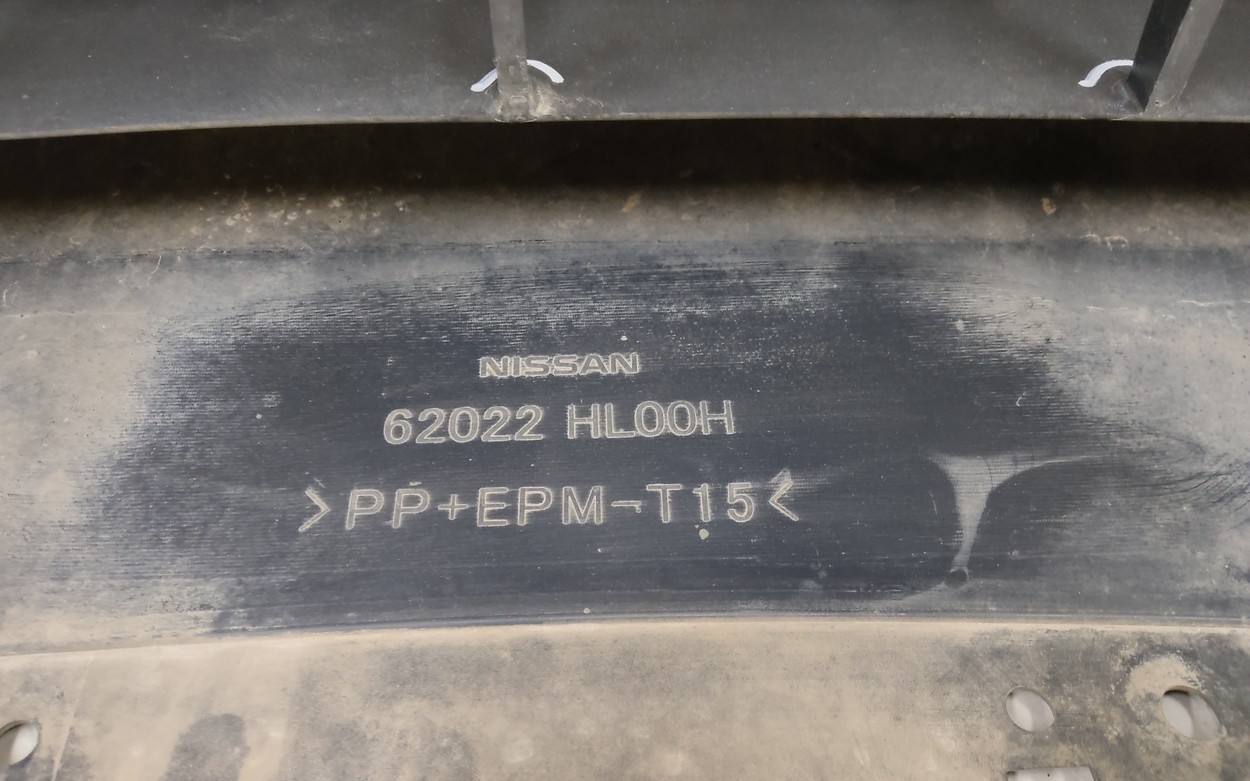 NISSAN
62022 HL00H
>PP+EPM-T15<